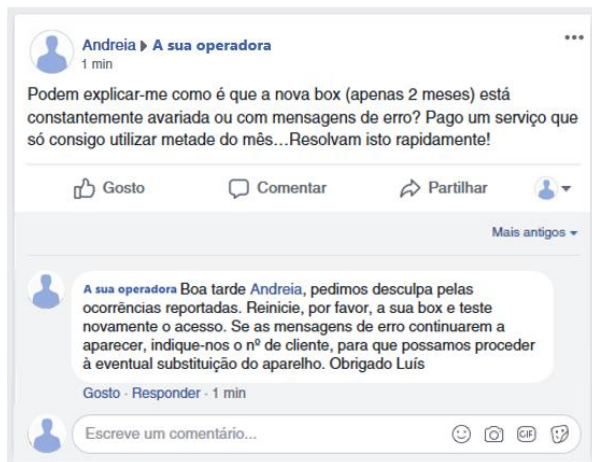 Andreia ▸ A sua operadora
1 min
Podem explicar-me como é que a nova box (apenas 2 meses) está
constantemente avariada ou com mensagens de erro? Pago um serviço que
só consigo utilizar metade do mês...Resolvam isto rapidamente!
Gosto Comentar Partilhar
Mais antigos
A sua operadora Boa tarde Andreia, pedimos desculpa pelas
ocorrências reportadas. Reinicie, por favor, a sua box e teste
novamente o acesso. Se as mensagens de erro continuarem a
aparecer, indique-nos o nº de cliente, para que possamos proceder
à eventual substituição do aparelho. Obrigado Luís
Gosto · Responder · 1 min
Escreve um comentário... GIF